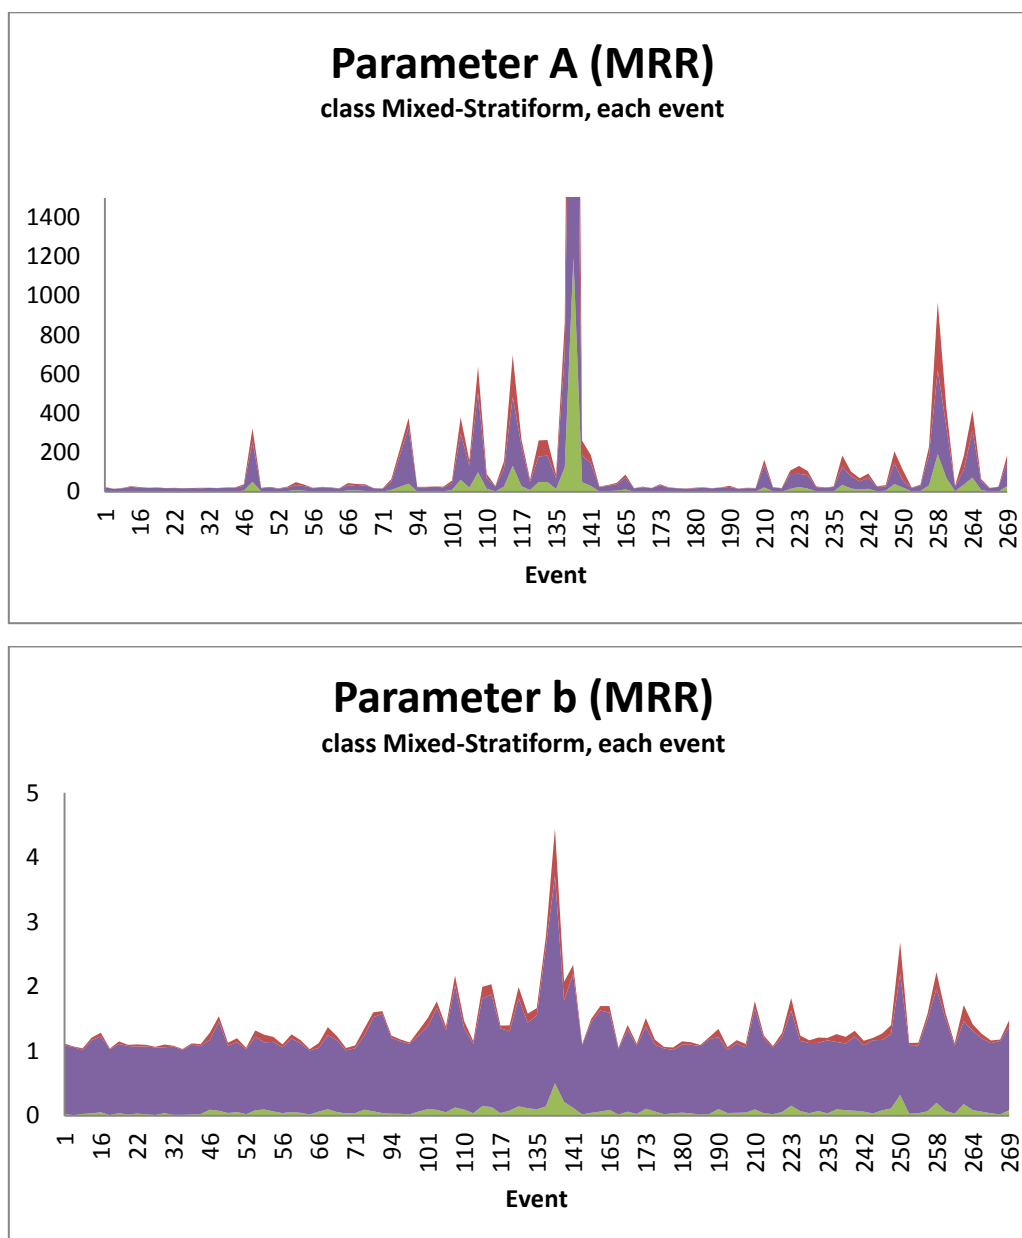 Parameter A (MRR)
class Mixed-Stratiform, each event
1400
1200
1000
800
600
400
200
0
1 16 22 32 46 56 66 71 94 101 110 117 135 141 165 173 180 190 210 223 235 242 250 258 264 269
Event
Parameter b (MRR)
class Mixed-Stratiform, each event
5
4
3
2
1
0
1 16 22 32 46 56 66 71 94 101 110 117 135 141 165 173 180 190 210 223 235 242 250 258 264 269
Event